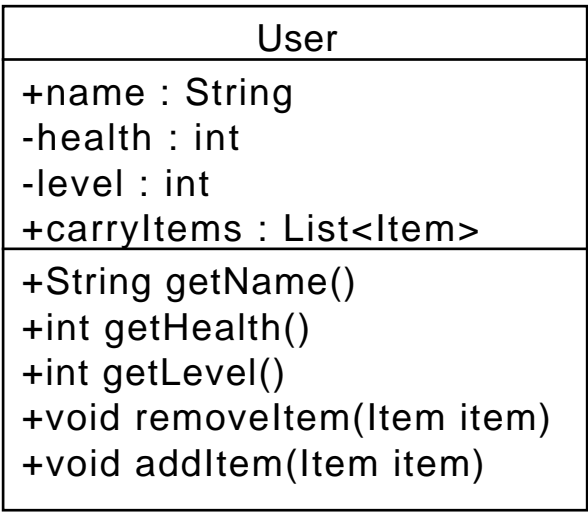 User
+name : String
-health : int
-level : int
+carryItems : List<Item>
+String getName()
+int getHealth()
+int getLevel()
+void removeItem(Item item)
+void addItem(Item item)